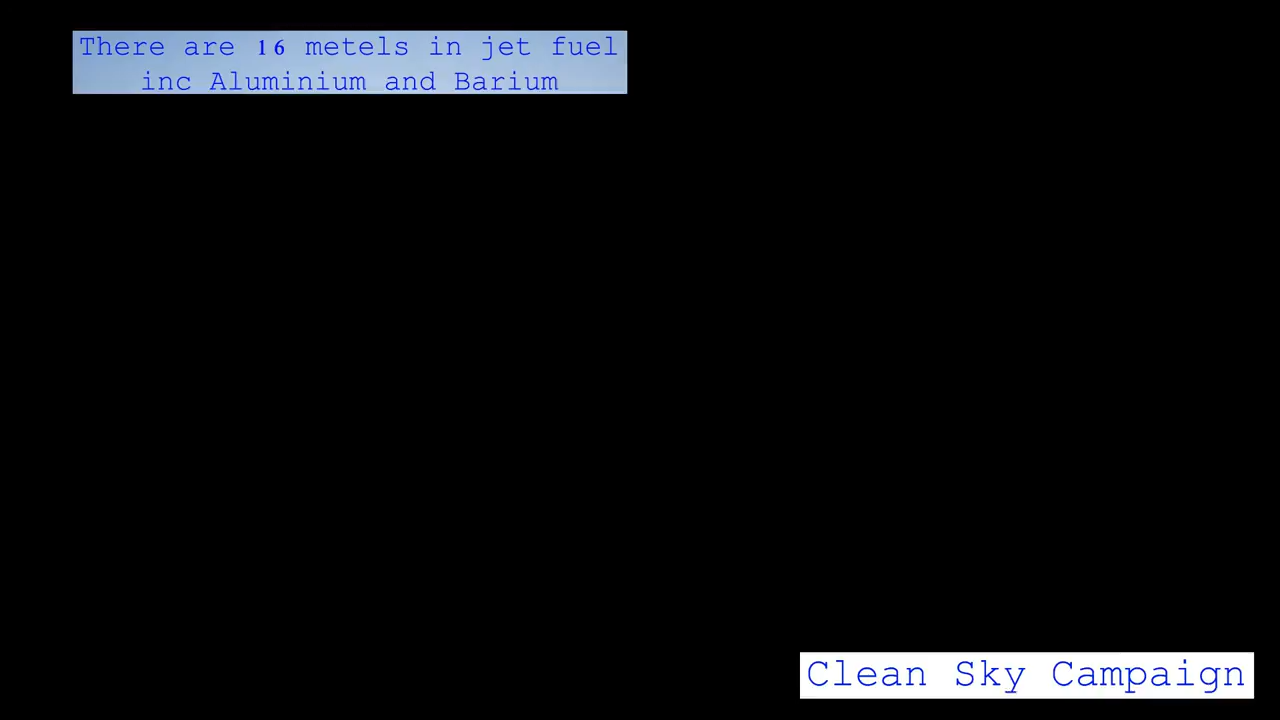 There are 16 metels in jet fuel
inc Aluminium and Barium
Clean Sky Campaign